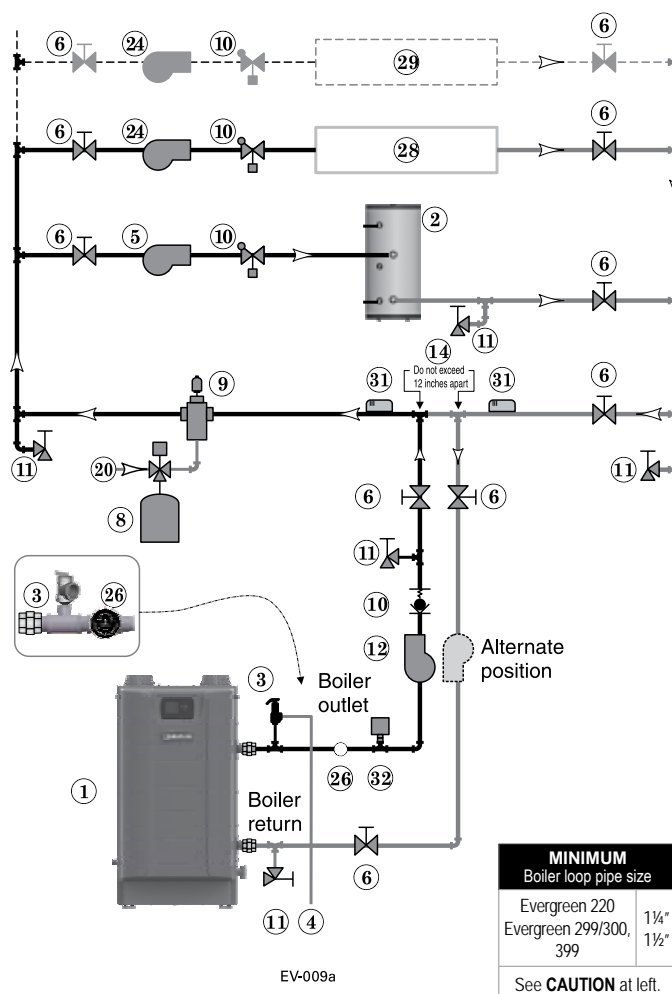 6 24 10 6
29
6 24 10 28 6
2
6 5 10 6
11
14
Do not exceed
12 inches apart
9 31 31 6
11 20 8 11
6 6
11
3 26 10
12 Alternate
position
3 Boiler
outlet
1 26 32
Boiler
return
6
11 4
MINIMUM
Boiler loop pipe size
Evergreen 220 1¼"
Evergreen 299/300, 1½"
399
See CAUTION at left.
EV-009a